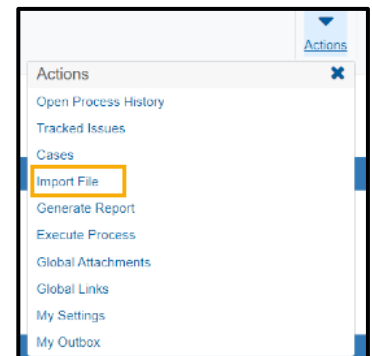 Actions
Actions
Open Process History
Tracked Issues
Cases
Import File
Generate Report
Execute Process
Global Attachments
Global Links
My Settings
My Outbox